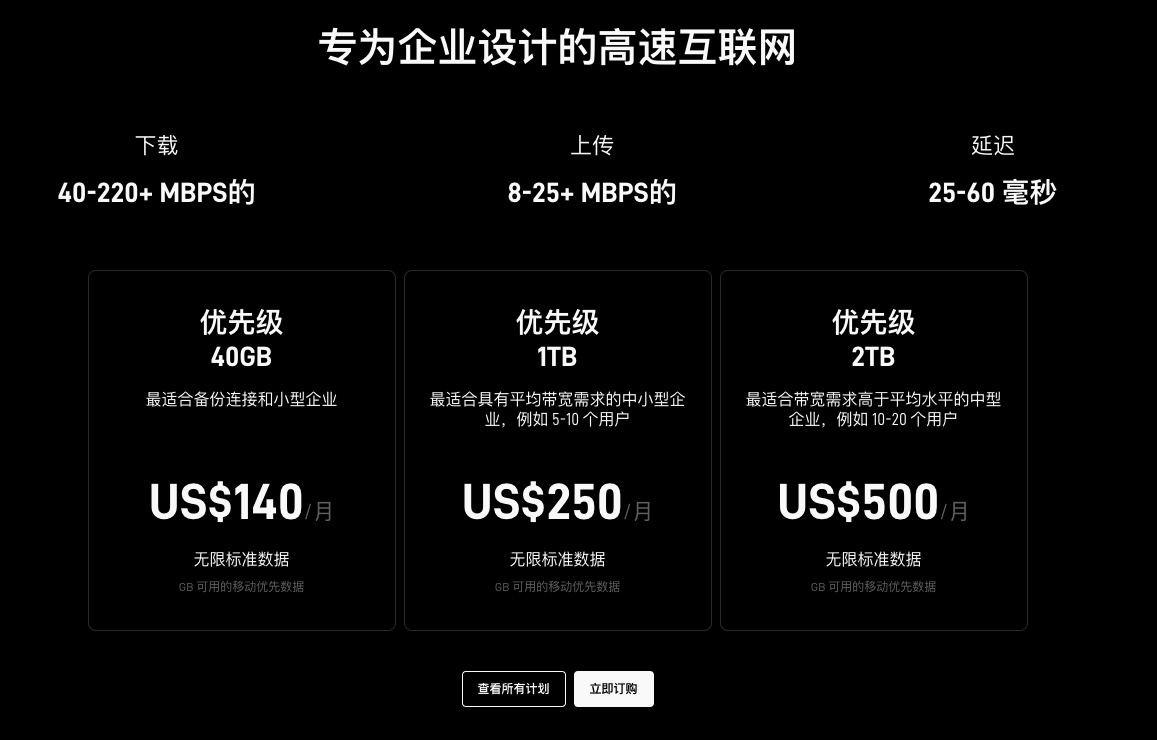 专为企业设计的高速互联网
下载
40-220+ MBPS的
上传
8-25+ MBPS的
延迟
25-60 毫秒
优先级
40GB
最适合备份连接和小型企业
US$140/月
无限标准数据
GB 可用的移动优先数据
优先级
1TB
最适合具有平均带宽需求的中小型企
业，例如 5-10 个用户
US$250/月
无限标准数据
GB 可用的移动优先数据
优先级
2TB
最适合带宽需求高于平均水平的中型
企业，例如 10-20 个用户
US$500/月
无限标准数据
GB 可用的移动优先数据
查看所有计划
立即订购